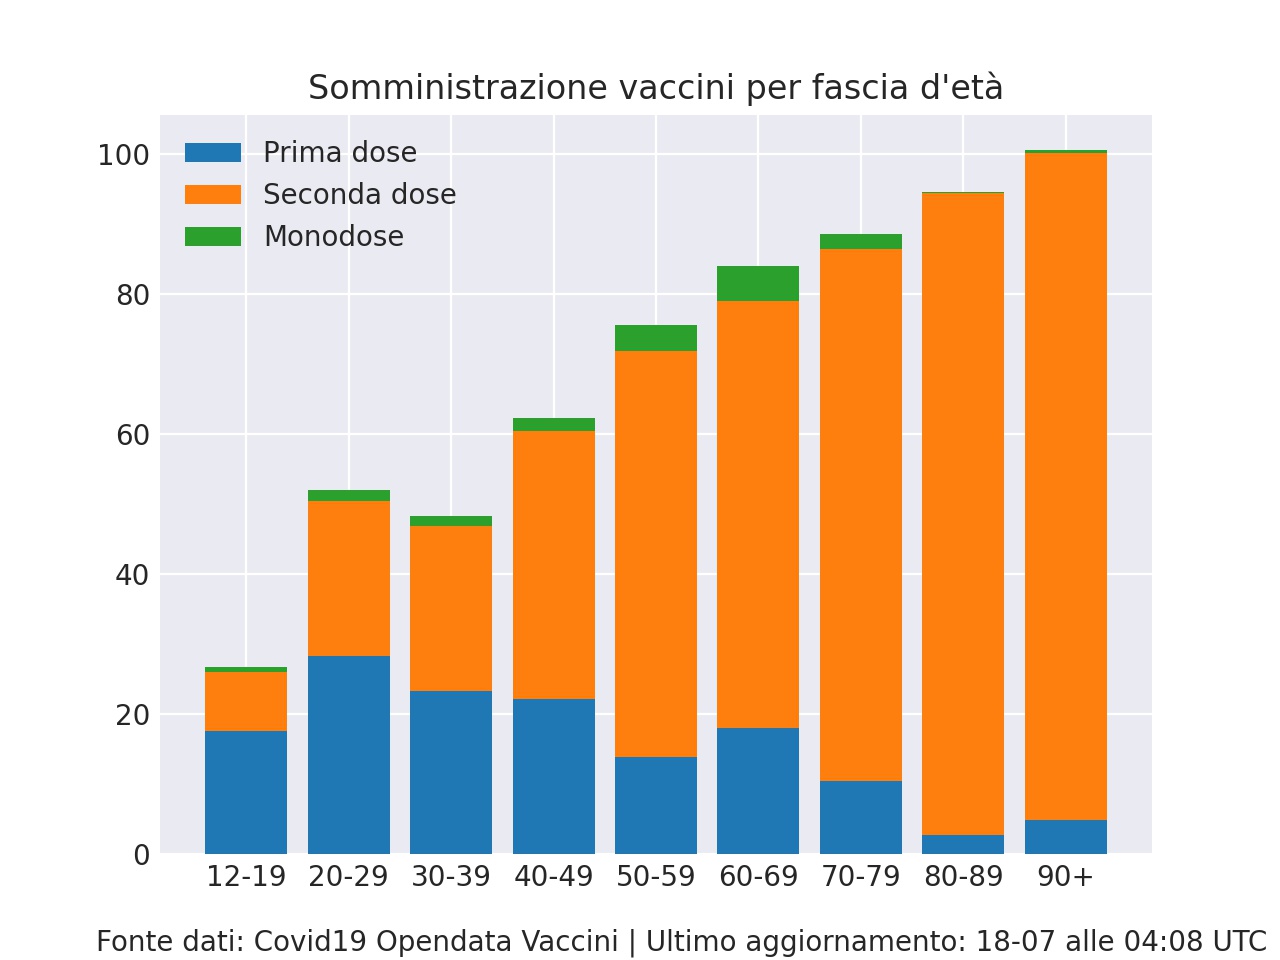 Somministrazione vaccini per fascia d'età
Prima dose
Seconda dose
Monodose
100
80
60
40
20
0
12-19 20-29 30-39 40-49 50-59 60-69 70-79 80-89 90+
Fonte dati: Covid19 Opendata Vaccini | Ultimo aggiornamento: 18-07 alle 04:08 UTC